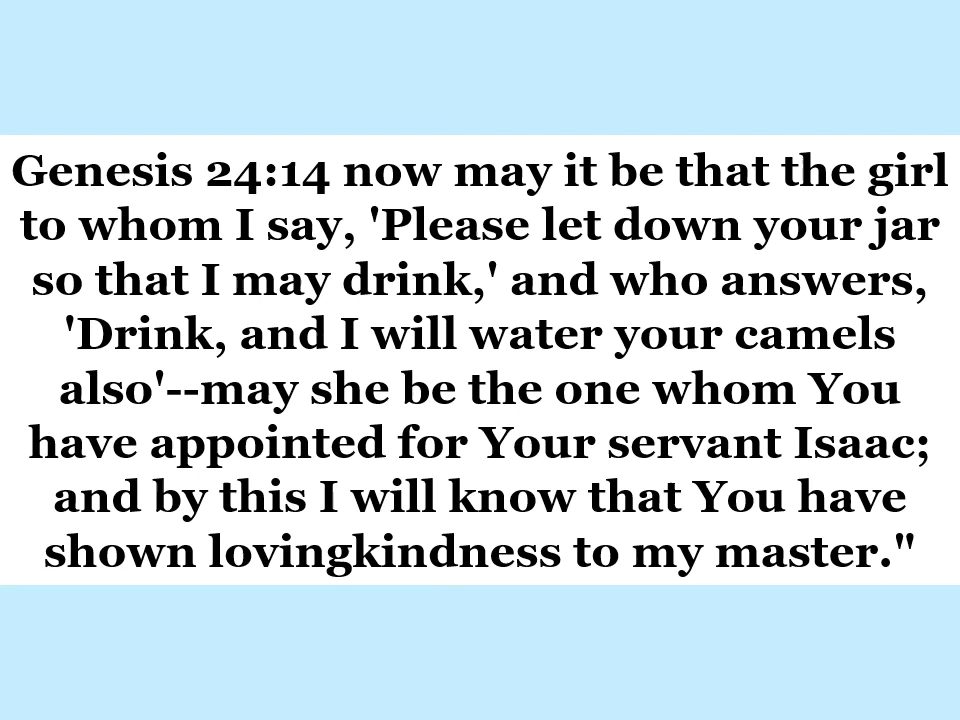 Genesis 24:14 now may it be that the girl
to whom I say, 'Please let down your jar
so that I may drink,' and who answers,
'Drink, and I will water your camels
also'--may she be the one whom You
have appointed for Your servant Isaac;
and by this I will know that You have
shown lovingkindness to my master."